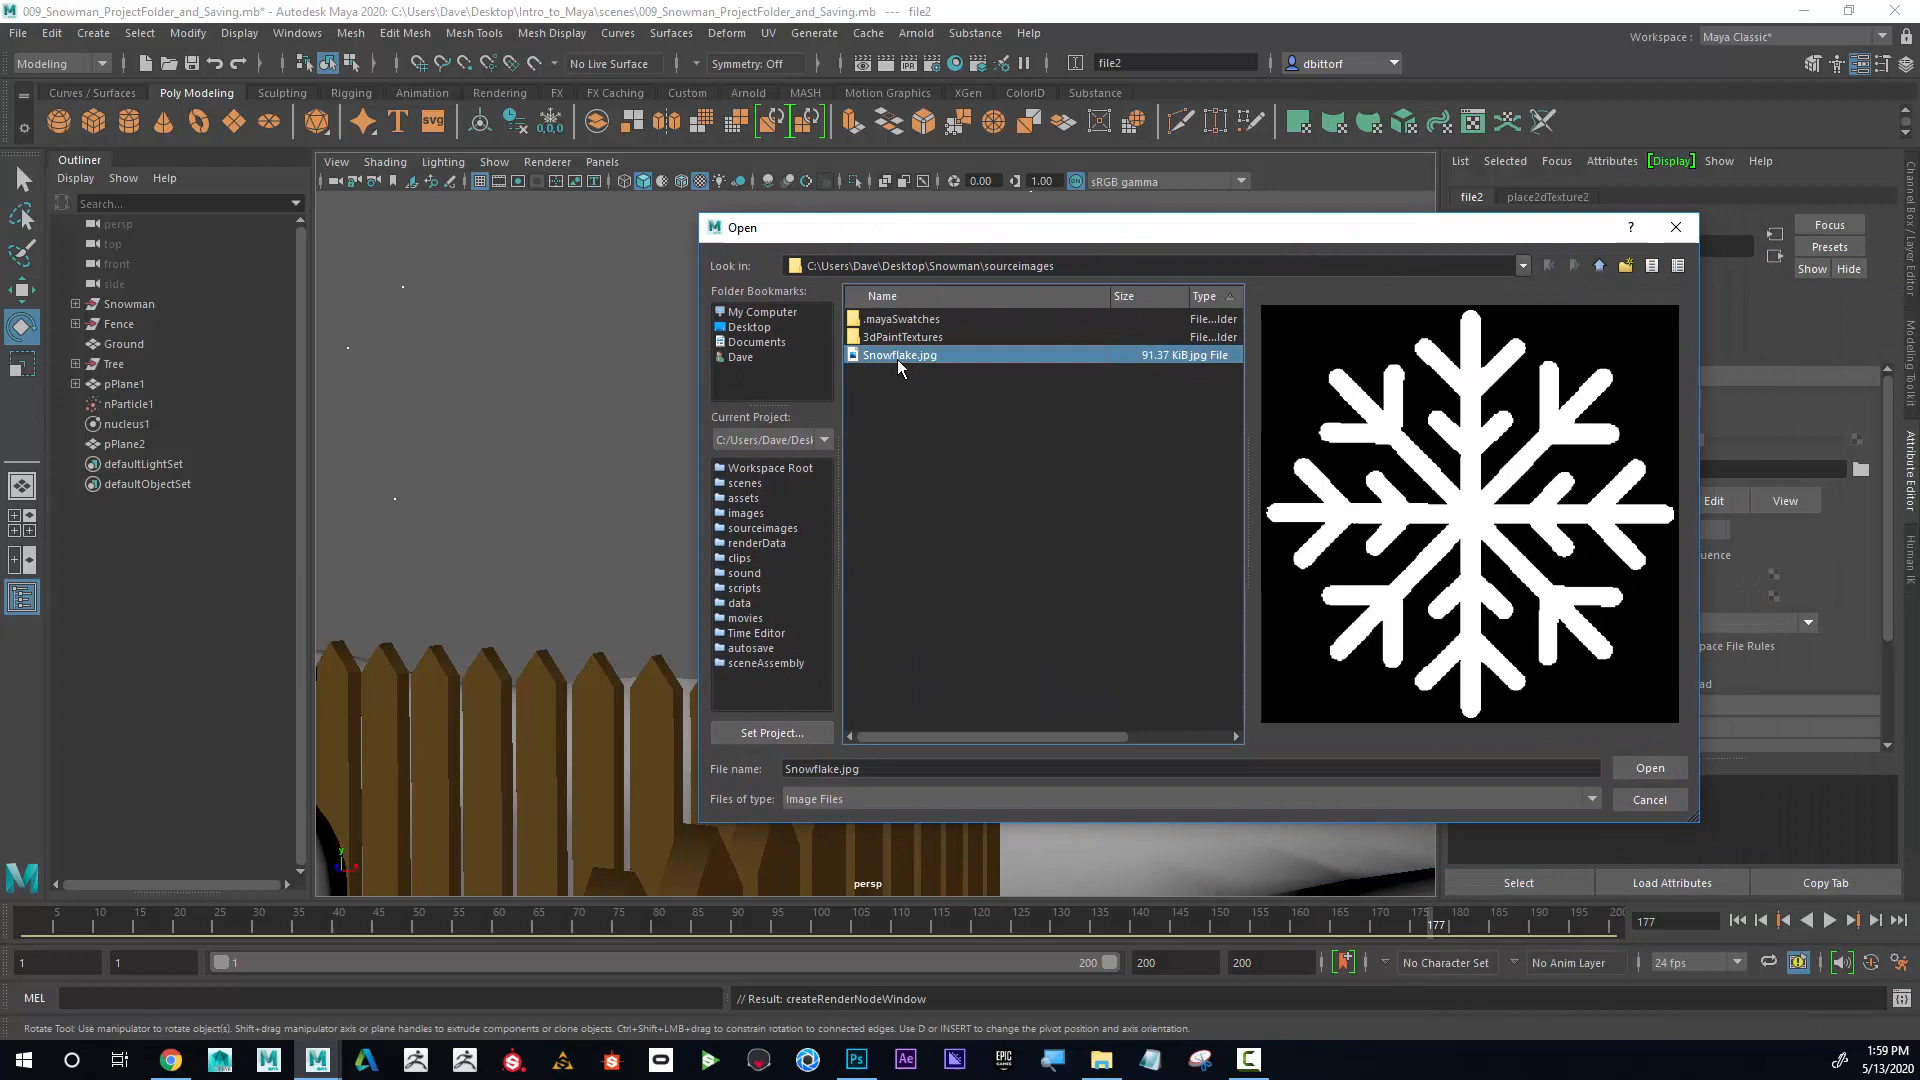 009_Snowman_ProjectFolder_and_Saving.mb* - Autodesk Maya 2020: C:\Users\Dave\Desktop\Intro_to_Maya\scenes\009_Snowman_ProjectFolder_and_Saving.mb --- file2
File Edit Create Select Modify Display Windows Mesh Edit Mesh Mesh Tools Mesh Display Curves Surfaces Deform UV Generate Cache Arnold Substance Help
Workspace : Maya Classic*
Modeling No Live Surface Symmetry: Off file2 dbittorf
Curves / Surfaces Poly Modeling Sculpting Rigging Animation Rendering FX FX Caching Custom Arnold MASH Motion Graphics XGen ColorID Substance
Outliner
Display Show Help
Search...
persp
top
front
side
Snowman
Fence
Ground
Tree
pPlane1
nParticle1
nucleus1
pPlane2
defaultLightSet
defaultObjectSet
View Shading Lighting Show Renderer Panels
0.00 1.00 sRGB gamma
Open
Look in: C:\Users\Dave\Desktop\Snowman\sourceimages
Folder Bookmarks:
My Computer
Desktop
Documents
Dave
Current Project:
C:/Users/Dave/Desk
Workspace Root
scenes
assets
images
sourceimages
renderData
clips
sound
scripts
data
movies
Time Editor
autosave
sceneAssembly
Set Project...
Name Size Type
.mayaSwatches File...lder
3dPaintTextures File...lder
Snowflake.jpg 91.37 KiB jpg File
File name: Snowflake.jpg
Open
Files of type: Image Files
Cancel
persp
List Selected Focus Attributes Display Show Help
file2 place2dTexture2
Focus
Presets
Show Hide
Edit View
uence
pace File Rules
ad
Select Load Attributes Copy Tab
Channel Box / Layer Editor
Modeling Toolkit
Attribute Editor
Human IK
5 10 15 20 25 30 35 40 45 50 55 60 65 70 75 80 85 90 95 100 105 110 115 120 125 130 135 140 145 150 155 160 165 170 175 177 180 185 190 195 200
177
1 1 1 200 200 200 No Character Set No Anim Layer 24 fps
MEL // Result: createRenderNodeWindow
Rotate Tool: Use manipulator to rotate object(s). Shift+drag manipulator axis or plane handles to extrude components or clone objects. Ctrl+Shift+LMB+drag to constrain rotation to connected edges. Use D or INSERT to change the pivot position and axis orientation.
1:59 PM
5/13/2020